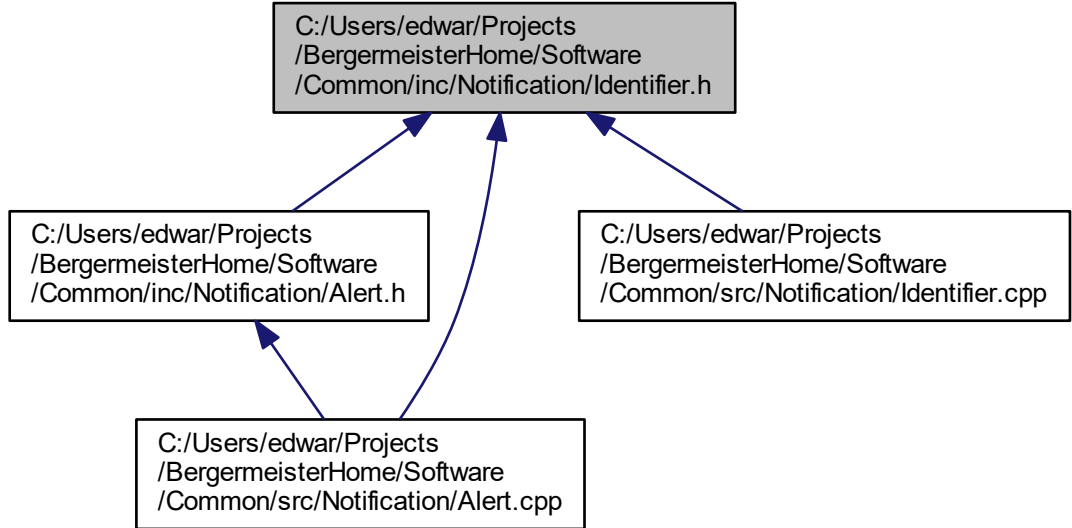 C:/Users/edwar/Projects
/BergermeisterHome/Software
/Common/inc/Notification/Identifier.h
C:/Users/edwar/Projects
/BergermeisterHome/Software
/Common/inc/Notification/Alert.h
C:/Users/edwar/Projects
/BergermeisterHome/Software
/Common/src/Notification/Identifier.cpp
C:/Users/edwar/Projects
/BergermeisterHome/Software
/Common/src/Notification/Alert.cpp